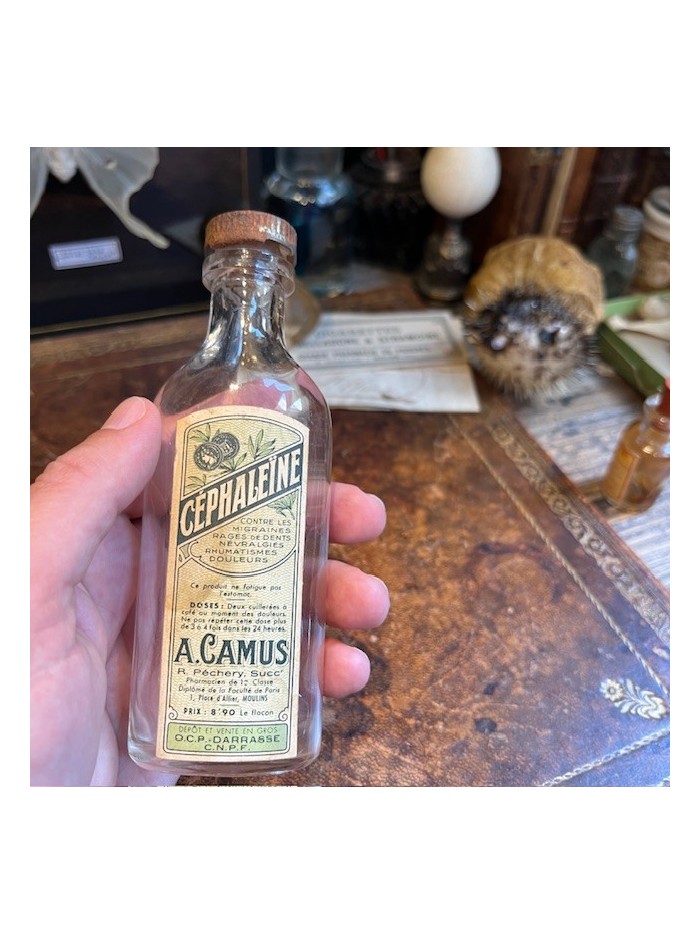 CÉPHALEÏNE
CONTRE LES
MIGRAINES
RAGES DE DENTS
NÉVRALGIES
RHUMATISMES
DOULEURS
Ce produit ne fatigue pas
l'estomac.
DOSES : Deux cuillerées à
café au moment des douleurs.
Ne pas répéter cette dose plus
de 3 à 4 fois dans les 24 heures.
A. CAMUS
R. Péchery, Succr
Pharmacien de 1re Classe
Diplômé de la Faculté de Paris
1, Place d'Allier, MOULINS
PRIX : 8f90 Le flacon
DÉPÔT ET VENTE EN GROS
O.C.P.-DARRASSE
C.N.P.F.